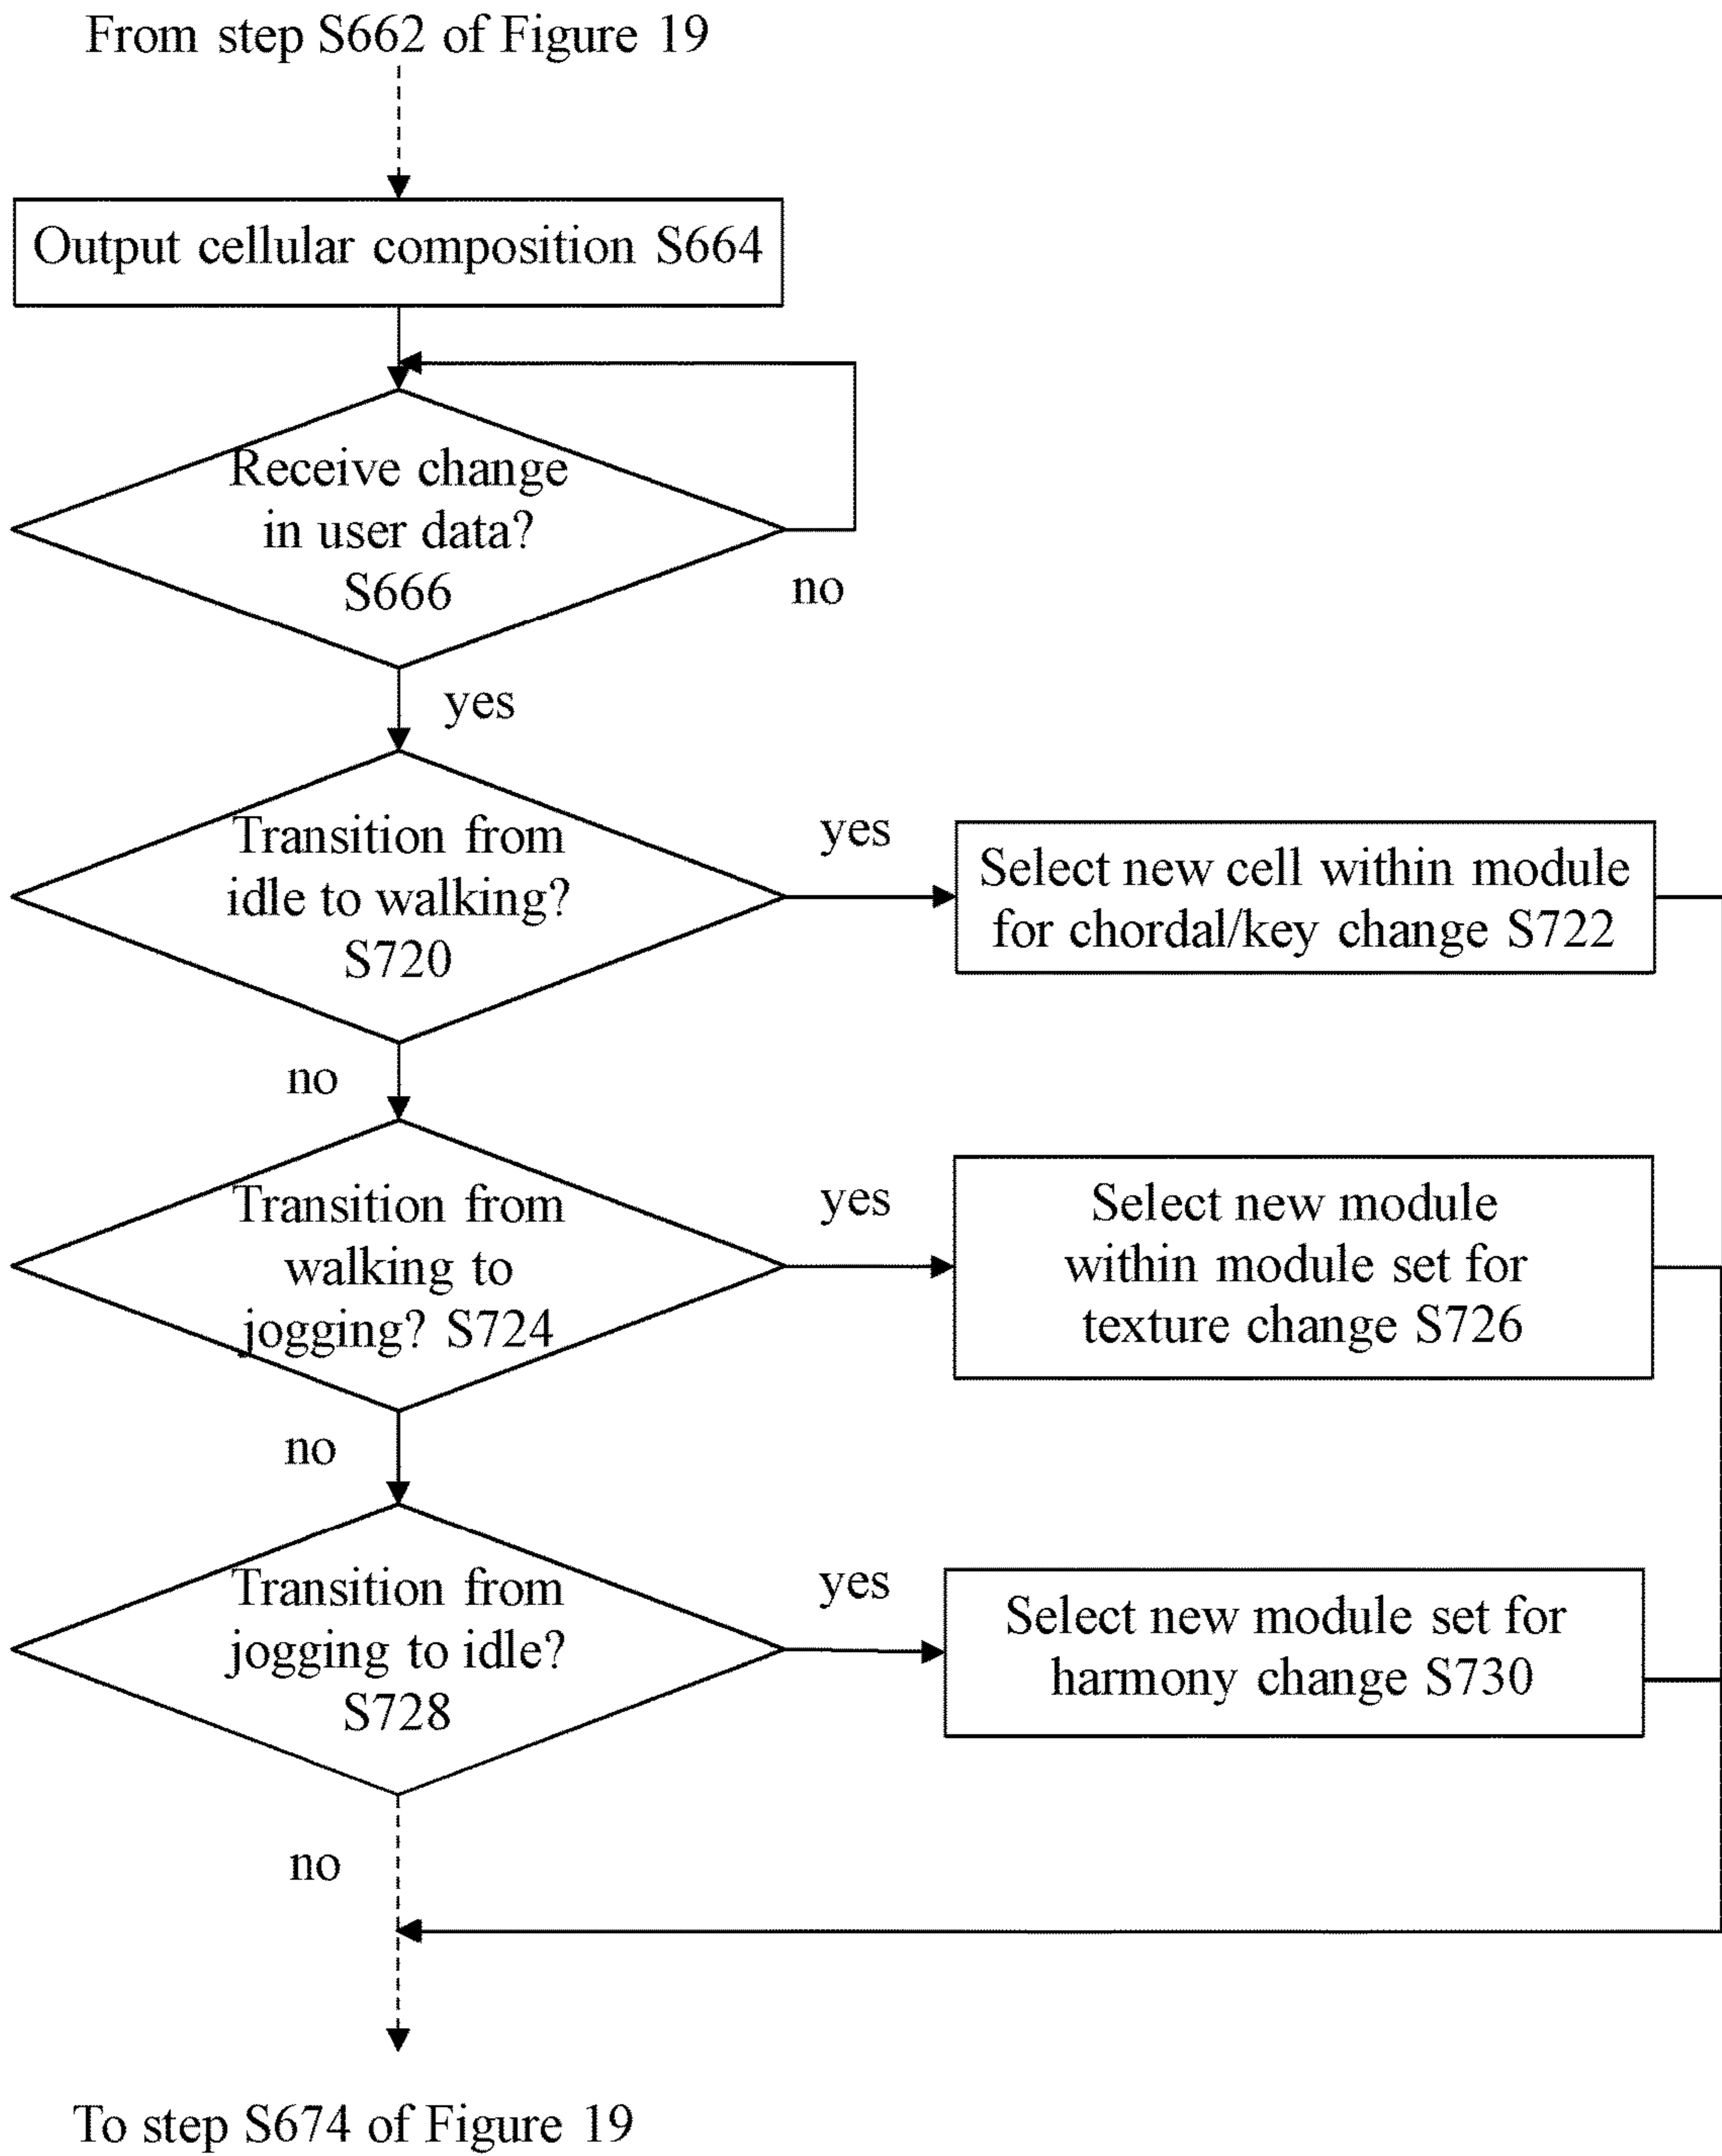 From step S662 of Figure 19
Output cellular composition S664
Receive change
in user data?
S666
no
yes
Transition from
idle to walking?
S720
yes
Select new cell within module
for chordal/key change S722
no
Transition from
walking to
jogging? S724
yes
Select new module
within module set for
texture change S726
no
Transition from
jogging to idle?
S728
yes
Select new module set for
harmony change S730
no
To step S674 of Figure 19